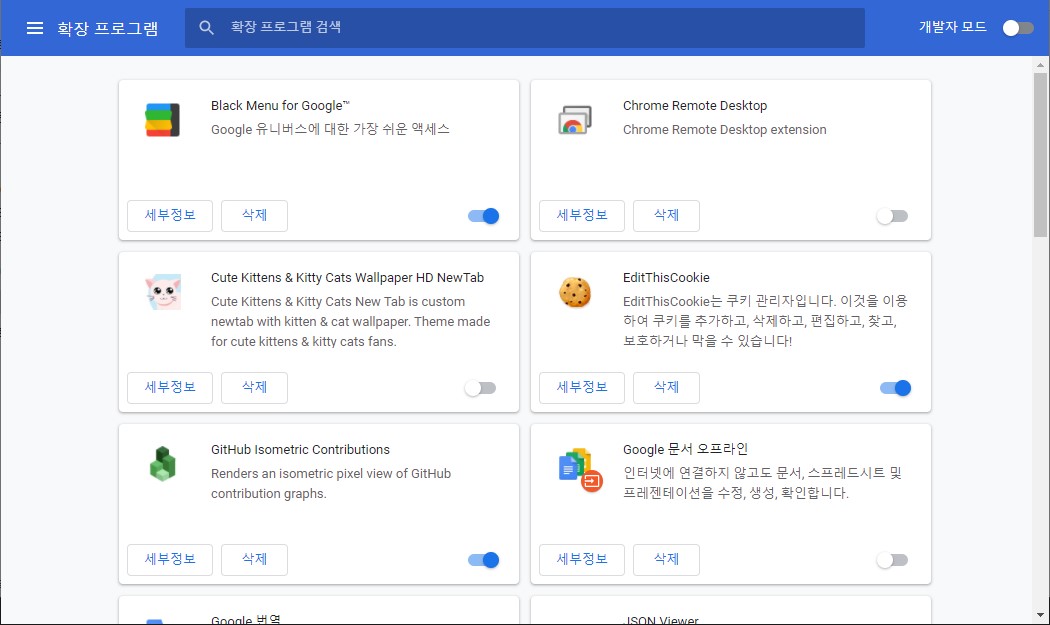 확장 프로그램
확장 프로그램 검색
개발자 모드
Black Menu for Google™
Google 유니버스에 대한 가장 쉬운 액세스
세부정보
삭제
Chrome Remote Desktop
Chrome Remote Desktop extension
세부정보
삭제
Cute Kittens & Kitty Cats Wallpaper HD NewTab
Cute Kittens & Kitty Cats New Tab is custom
newtab with kitten & cat wallpaper. Theme made
for cute kittens & kitty cats fans.
세부정보
삭제
EditThisCookie
EditThisCookie는 쿠키 관리자입니다. 이것을 이용
하여 쿠키를 추가하고, 삭제하고, 편집하고, 찾고,
보호하거나 막을 수 있습니다!
세부정보
삭제
GitHub Isometric Contributions
Renders an isometric pixel view of GitHub
contribution graphs.
세부정보
삭제
Google 문서 오프라인
인터넷에 연결하지 않고도 문서, 스프레드시트 및
프레젠테이션을 수정, 생성, 확인합니다.
세부정보
삭제
Google 번역
JSON Viewer